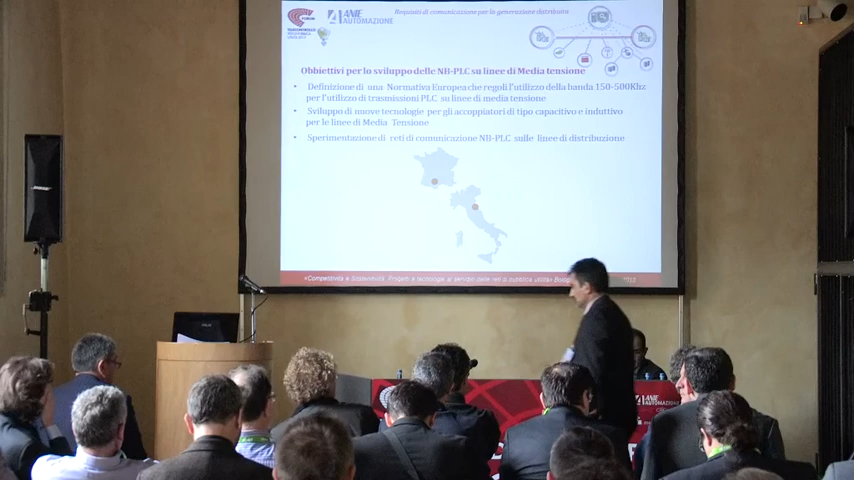 Requisiti di comunicazione per la generazione distribuita
FORUM
TELECONTROLLO
ANIE
AUTOMAZIONE
Obbiettivi per lo sviluppo delle NB-PLC su linee di Media tensione
• Definizione di una Normativa Europea che regoli l'utilizzo della banda 150-500Khz
per l'utilizzo di trasmissioni PLC su linee di media tensione
• Sviluppo di nuove tecnologie per gli accoppiatori di tipo capacitivo e induttivo
per le linee di Media Tensione
• Sperimentazione di reti di comunicazione NB-PLC sulle linee di distribuzione
«Competitività e Sostenibilità. Progetti e tecnologie al servizio delle reti di pubblica utilità» 2013
ANIE